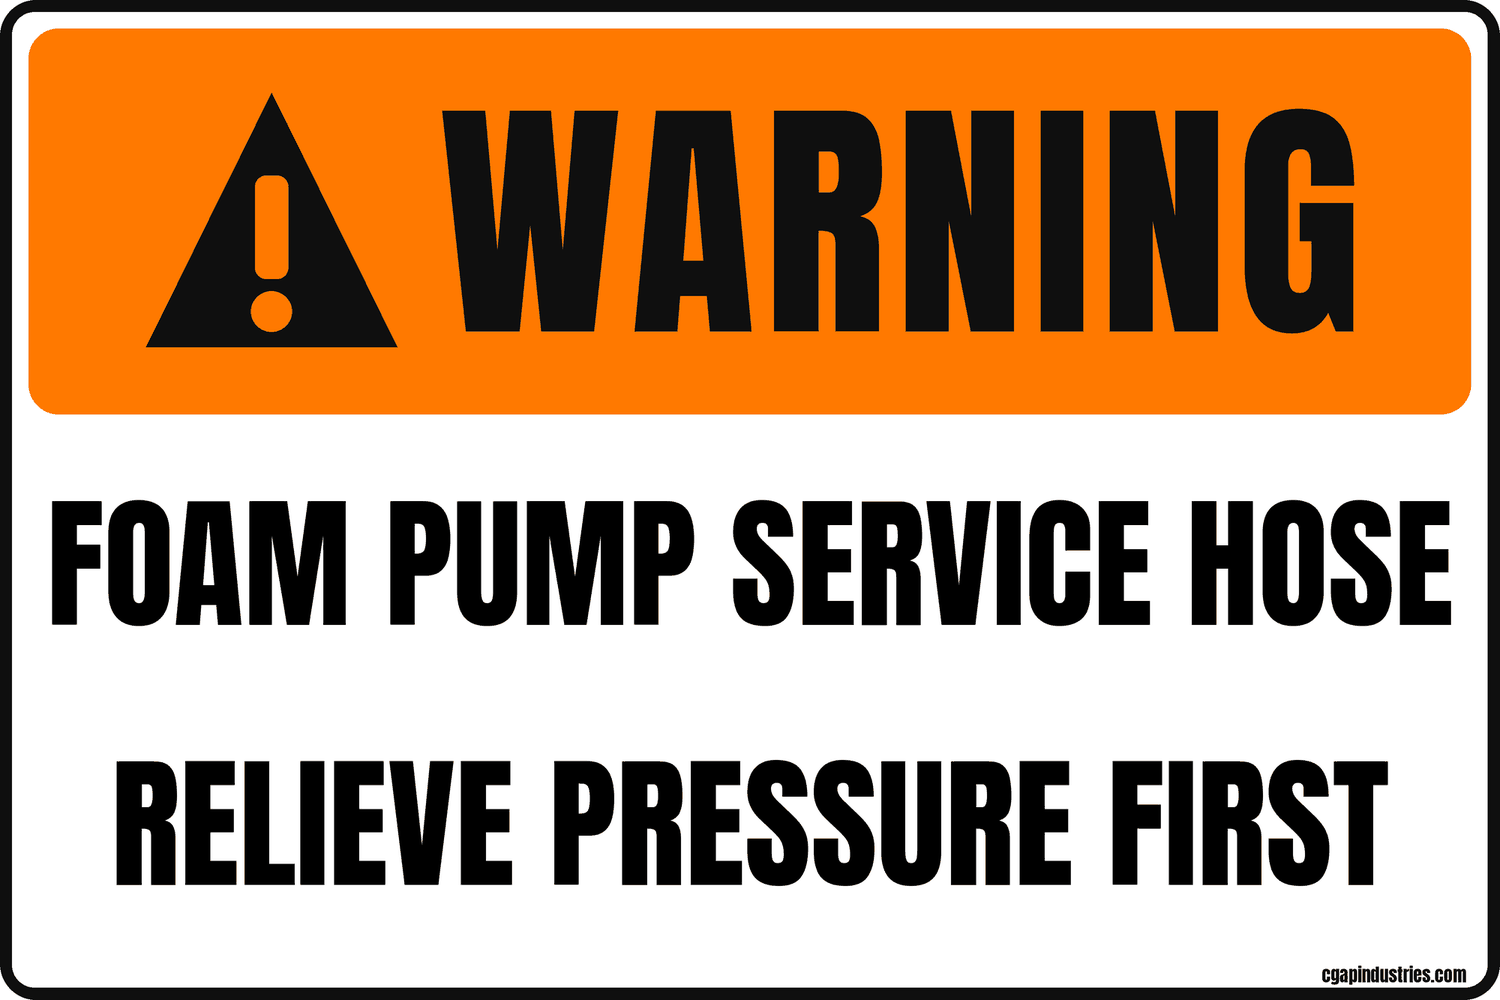 WARNING
FOAM PUMP SERVICE HOSE
RELIEVE PRESSURE FIRST
cgapindustries.com